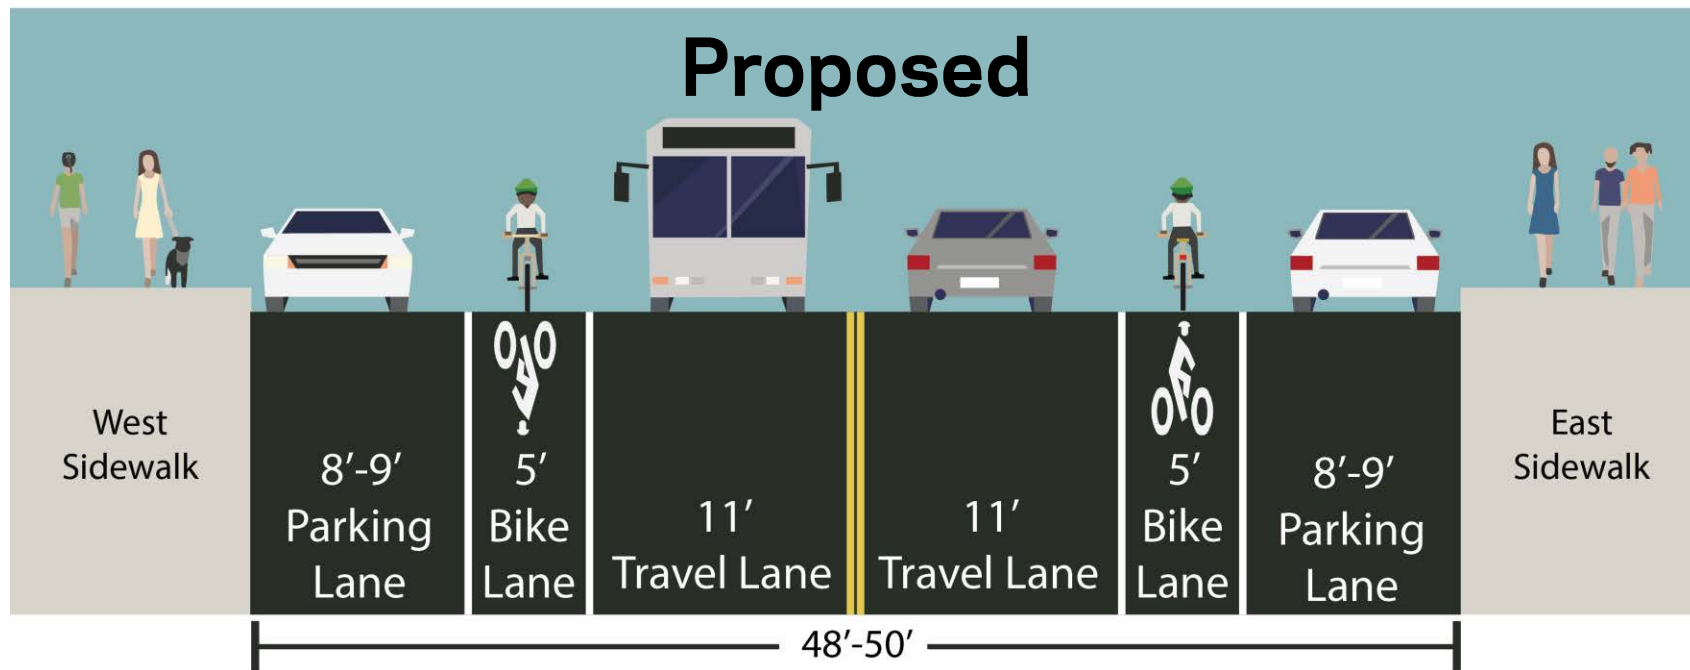 Proposed
West
Sidewalk
8’-9’
Parking
Lane
5’
Bike
Lane
11’
Travel Lane
11’
Travel Lane
5’
Bike
Lane
8’-9’
Parking
Lane
East
Sidewalk
48’-50’